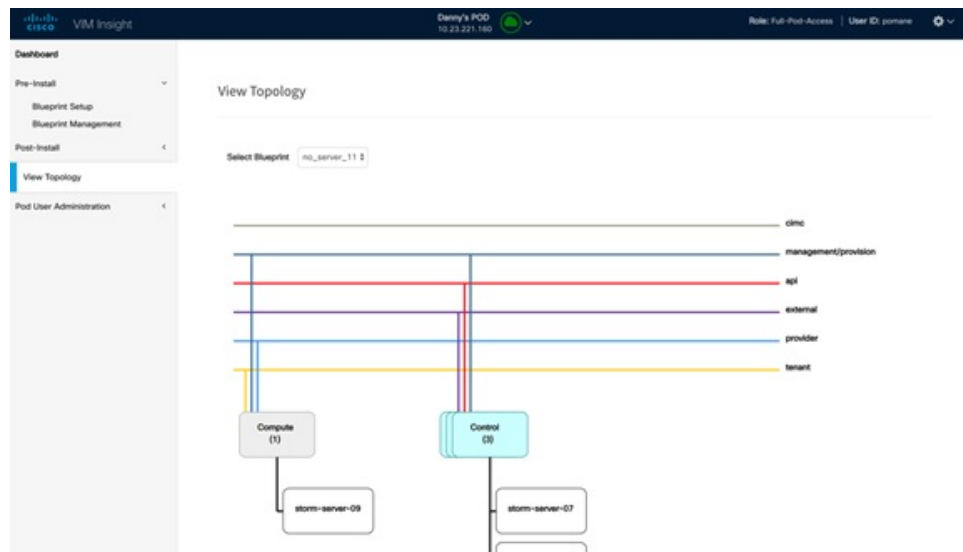 CISCO VIM Insight
Danny's POD
10.23.221.160
Role: Full-Pod-Access | User ID: pomane
Dashboard
Pre-Install
Blueprint Setup
Blueprint Management
Post-Install
View Topology
Pod User Administration
View Topology
Select Blueprint no_server_11
cimc
management/provision
api
external
provider
tenant
Compute
(1)
Control
(3)
storm-server-09
storm-server-07